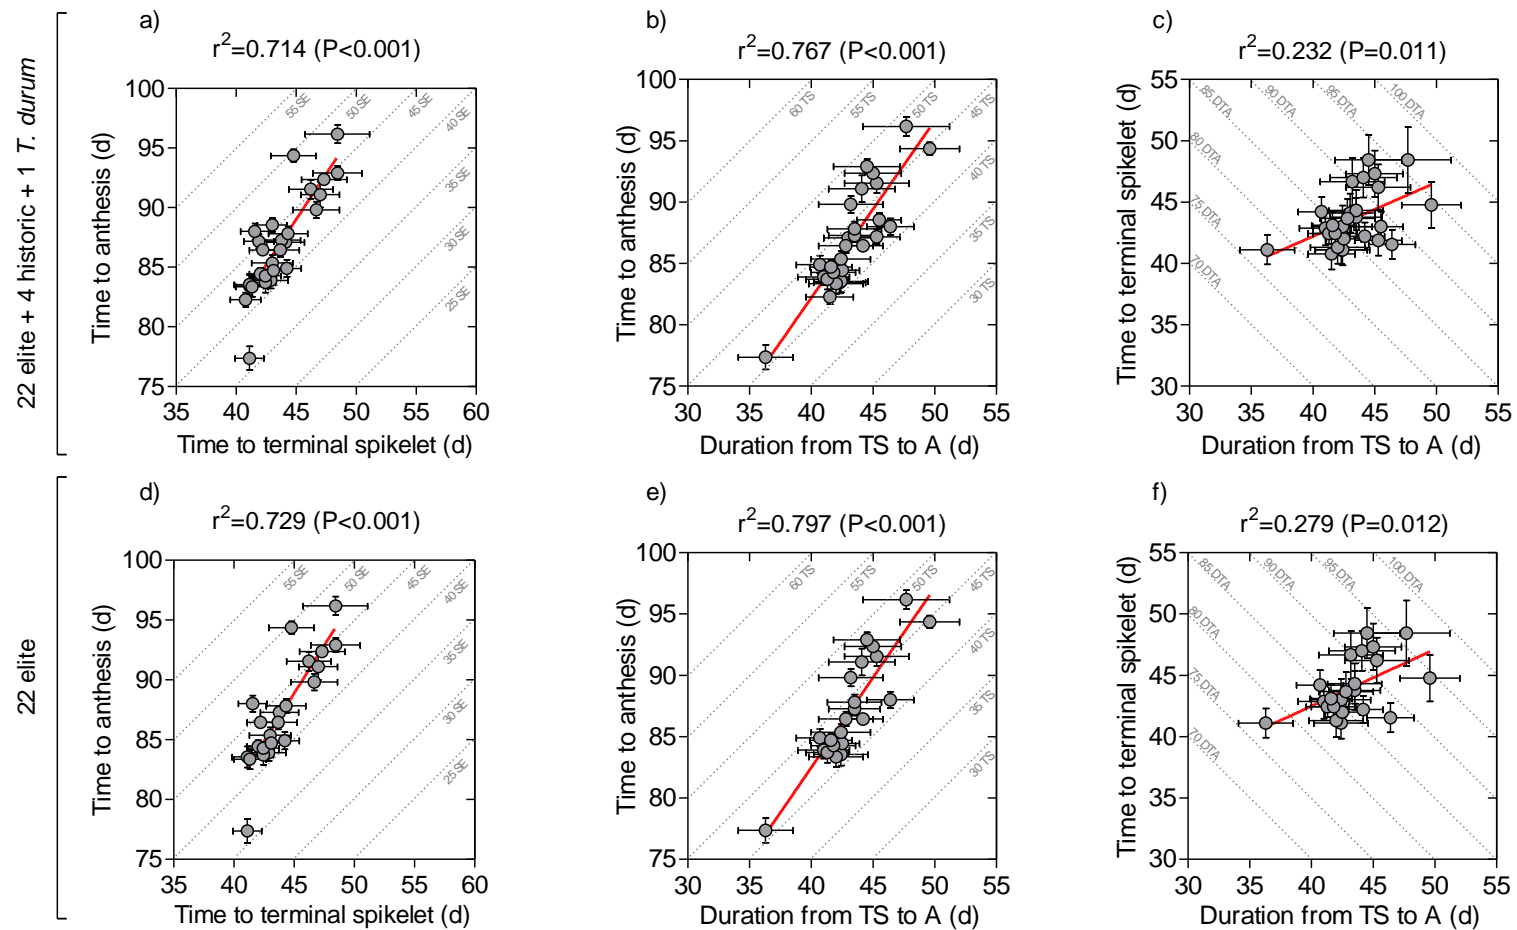 22 elite + 4 historic + 1 T. durum
a)
r²=0.714 (P<0.001)
Time to anthesis (d)
100
95
90
85
80
75
55 SE
50 SE
45 SE
40 SE
35 SE
30 SE
25 SE
35 40 45 50 55 60
Time to terminal spikelet (d)
b)
r²=0.767 (P<0.001)
Time to anthesis (d)
100
95
90
85
80
75
60 TS
55 TS
50 TS
45 TS
40 TS
35 TS
30 TS
30 35 40 45 50 55
Duration from TS to A (d)
c)
r²=0.232 (P=0.011)
Time to terminal spikelet (d)
55
50
45
40
35
30
85 DTA
90 DTA
95 DTA
100 DTA
80 DTA
75 DTA
70 DTA
30 35 40 45 50 55
Duration from TS to A (d)
22 elite
d)
r²=0.729 (P<0.001)
Time to anthesis (d)
100
95
90
85
80
75
55 SE
50 SE
45 SE
40 SE
35 SE
30 SE
25 SE
35 40 45 50 55 60
Time to terminal spikelet (d)
e)
r²=0.797 (P<0.001)
Time to anthesis (d)
100
95
90
85
80
75
60 TS
55 TS
50 TS
45 TS
40 TS
35 TS
30 TS
30 35 40 45 50 55
Duration from TS to A (d)
f)
r²=0.279 (P=0.012)
Time to terminal spikelet (d)
55
50
45
40
35
30
85 DTA
90 DTA
95 DTA
100 DTA
80 DTA
75 DTA
70 DTA
30 35 40 45 50 55
Duration from TS to A (d)